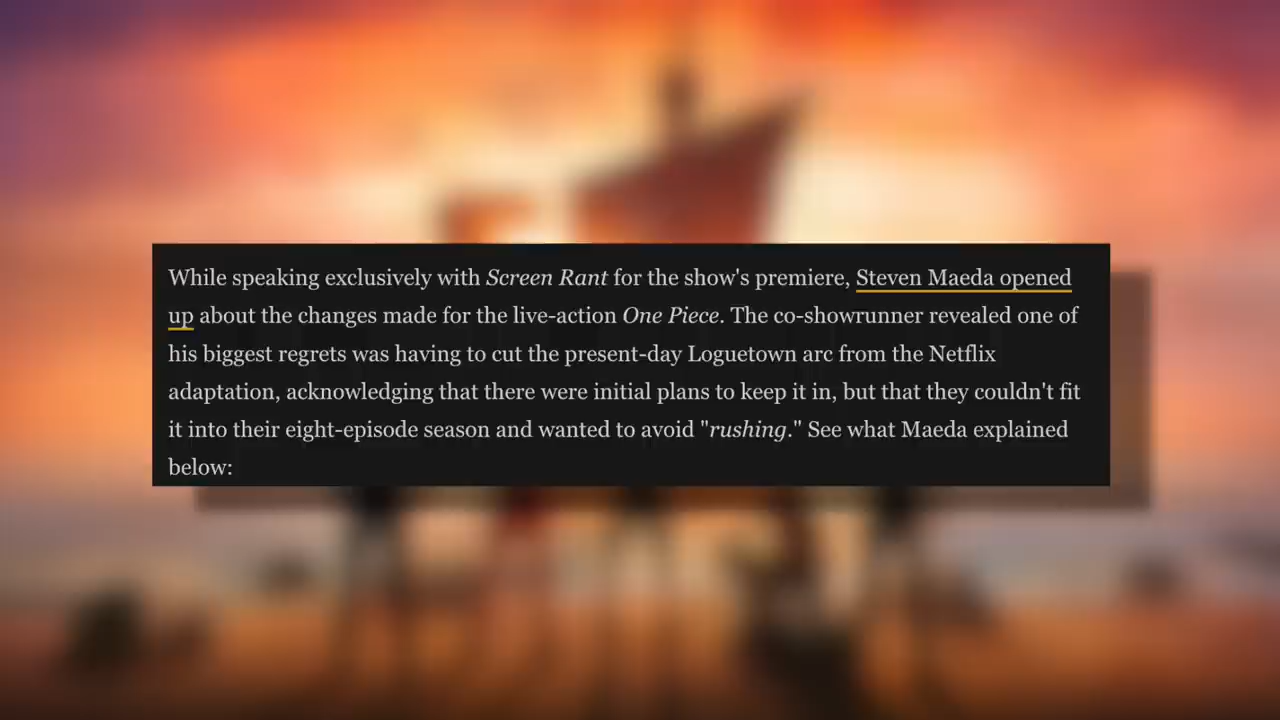 While speaking exclusively with Screen Rant for the show's premiere, Steven Maeda opened
up about the changes made for the live-action One Piece. The co-showrunner revealed one of
his biggest regrets was having to cut the present-day Loguetown arc from the Netflix
adaptation, acknowledging that there were initial plans to keep it in, but that they couldn't fit
it into their eight-episode season and wanted to avoid "rushing." See what Maeda explained
below: